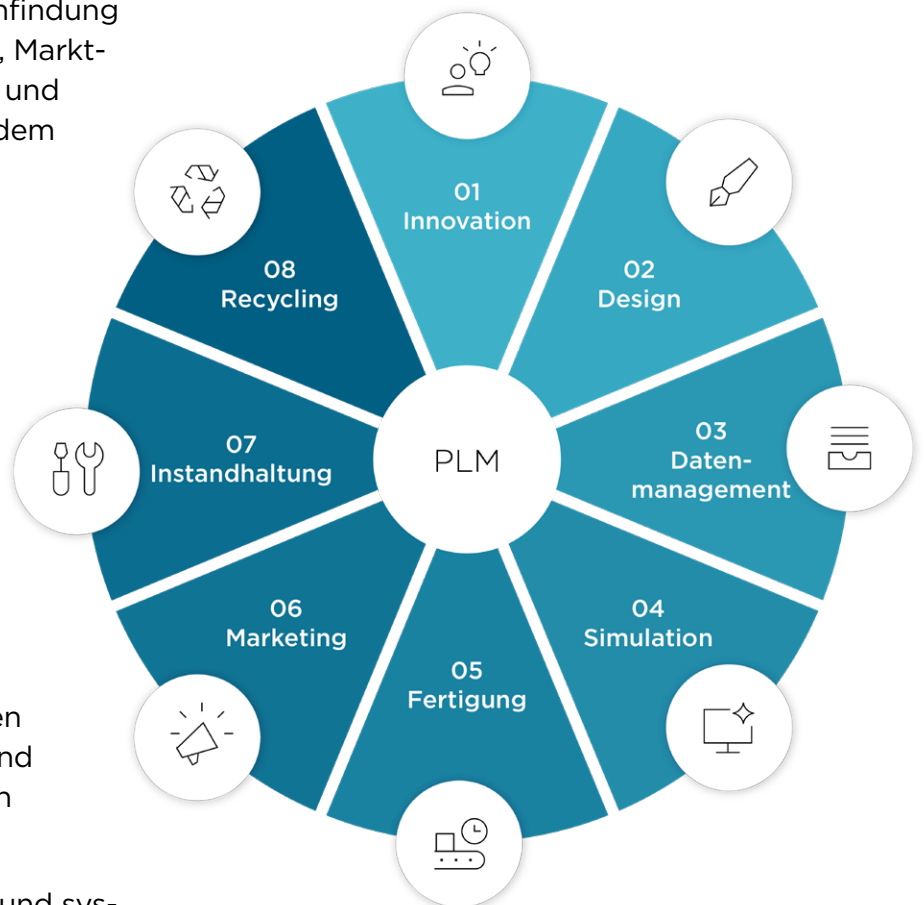 nfindung
, Markt-
und
dem
01
Innovation
02
Design
03
Daten-
management
04
Simulation
05
Fertigung
06
Marketing
07
Instandhaltung
08
Recycling
PLM
en
nd
n
und sys-